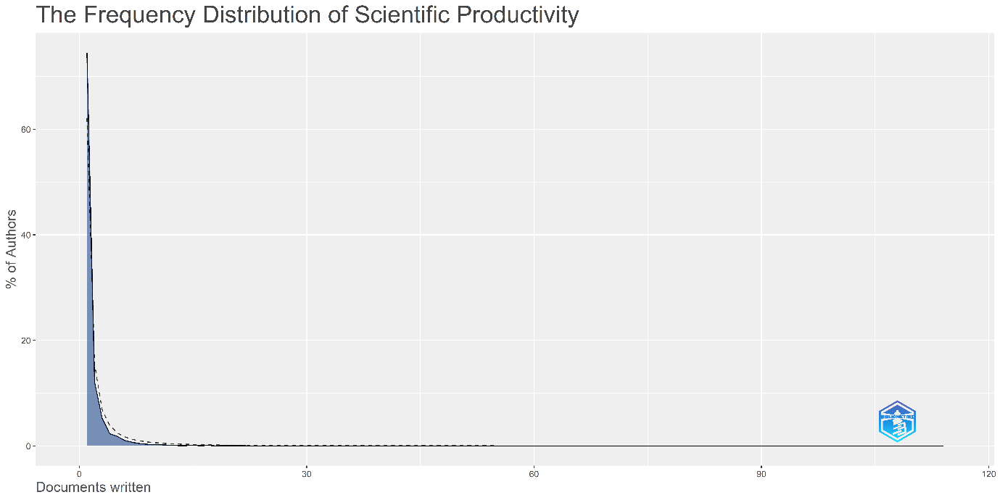 The Frequency Distribution of Scientific Productivity
60
40
20
0
% of Authors
0 30 60 90 120
Documents written
BIBLIOMETRIX